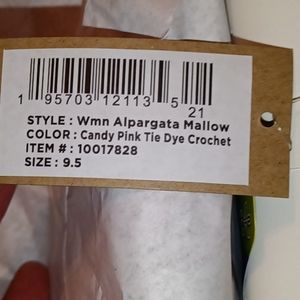 1 95703 12113 5 21
STYLE : Wmn Alpargata Mallow
COLOR : Candy Pink Tie Dye Crochet
ITEM # : 10017828
SIZE : 9.5